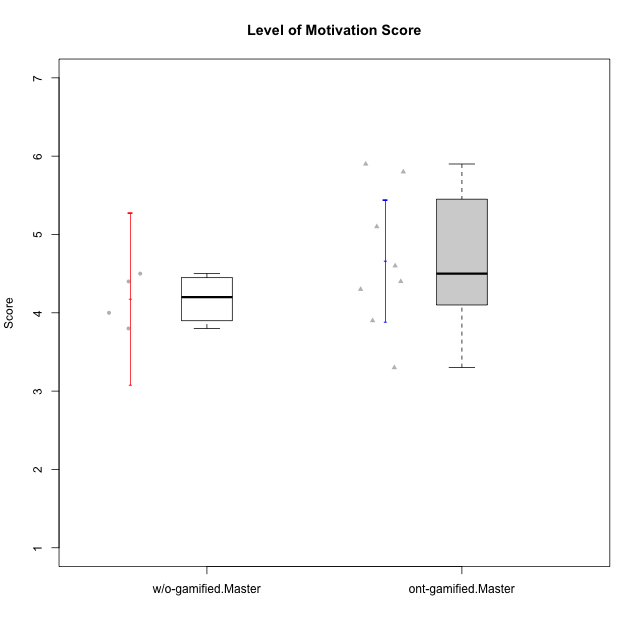 Level of Motivation Score
Score
7
6
5
4
3
2
1
w/o-gamified.Master
ont-gamified.Master